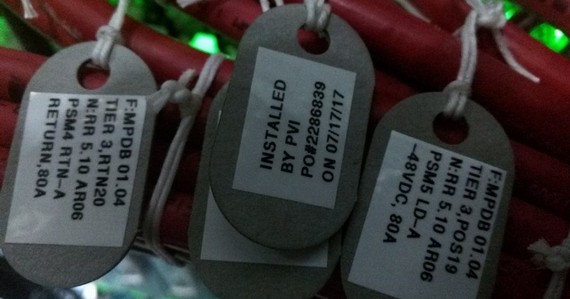 F:MPDB 01.04
TIER 3,RTN20
N:RR 5.10 AR06
PSM4 RTN-A
RETURN,80A
INSTALLED
BY PVI
PO#2286839
ON 07/17/17
F:MPDB 01.04
TIER 3,POS19
N:RR 5.10 AR06
PSM5 LD-A
-48VDC, 80A